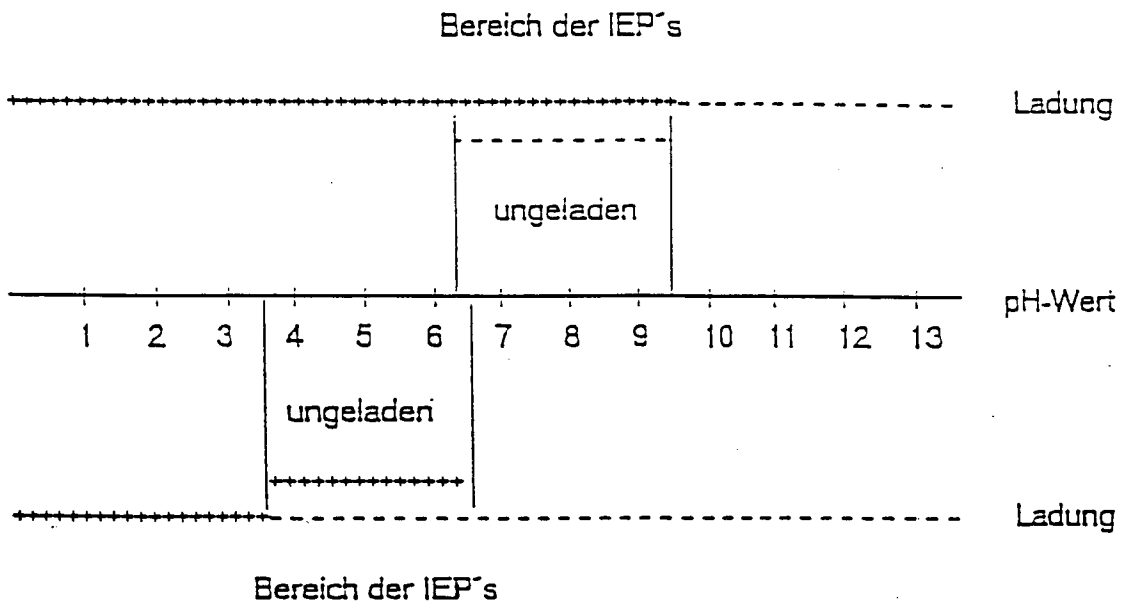 Bereich der IEP´s
Ladung
ungeladen
pH-Wert
1 2 3 4 5 6 7 8 9 10 11 12 13
ungeladen
Ladung
Bereich der IEP´s